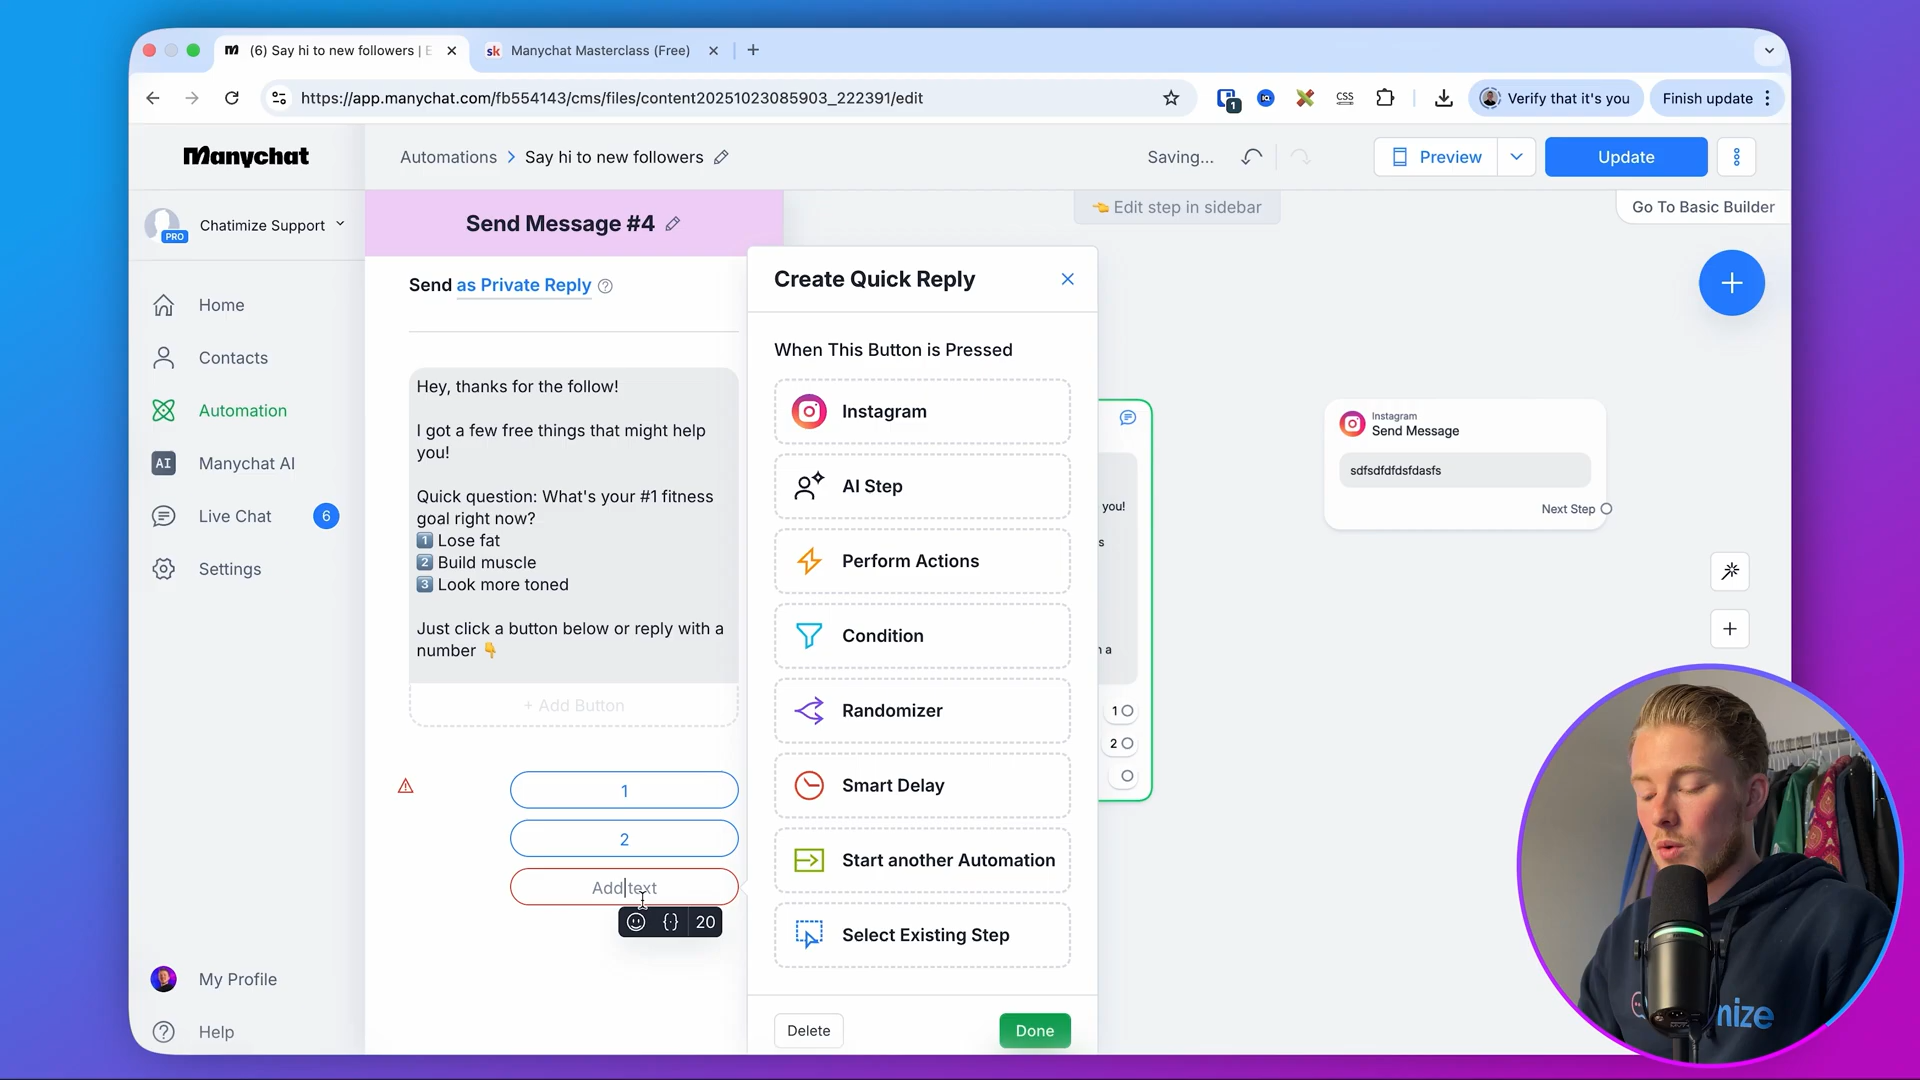 (6) Say hi to new followers | E
sk Manychat Masterclass (Free)
https://app.manychat.com/fb554143/cms/files/content20251023085903_222391/edit
1
CSS
Verify that it's you
Finish update
Manychat
Automations > Say hi to new followers
Saving...
Preview
Update
PRO
Chatimize Support
Send Message #4
Edit step in sidebar
Go To Basic Builder
Home
Contacts
Automation
AI Manychat AI
Live Chat 6
Settings
My Profile
Help
Send as Private Reply
Hey, thanks for the follow!
I got a few free things that might help
you!
Quick question: What's your #1 fitness
goal right now?
1 Lose fat
2 Build muscle
3 Look more toned
Just click a button below or reply with a
number 👇
+ Add Button
1
2
Add text
{·} 20
Create Quick Reply
When This Button is Pressed
Instagram
AI Step
Perform Actions
Condition
Randomizer
Smart Delay
Start another Automation
Select Existing Step
Delete
Done
you!
s
n a
1
2
Instagram
Send Message
sdfsdfdfdsfdasfs
Next Step
nize